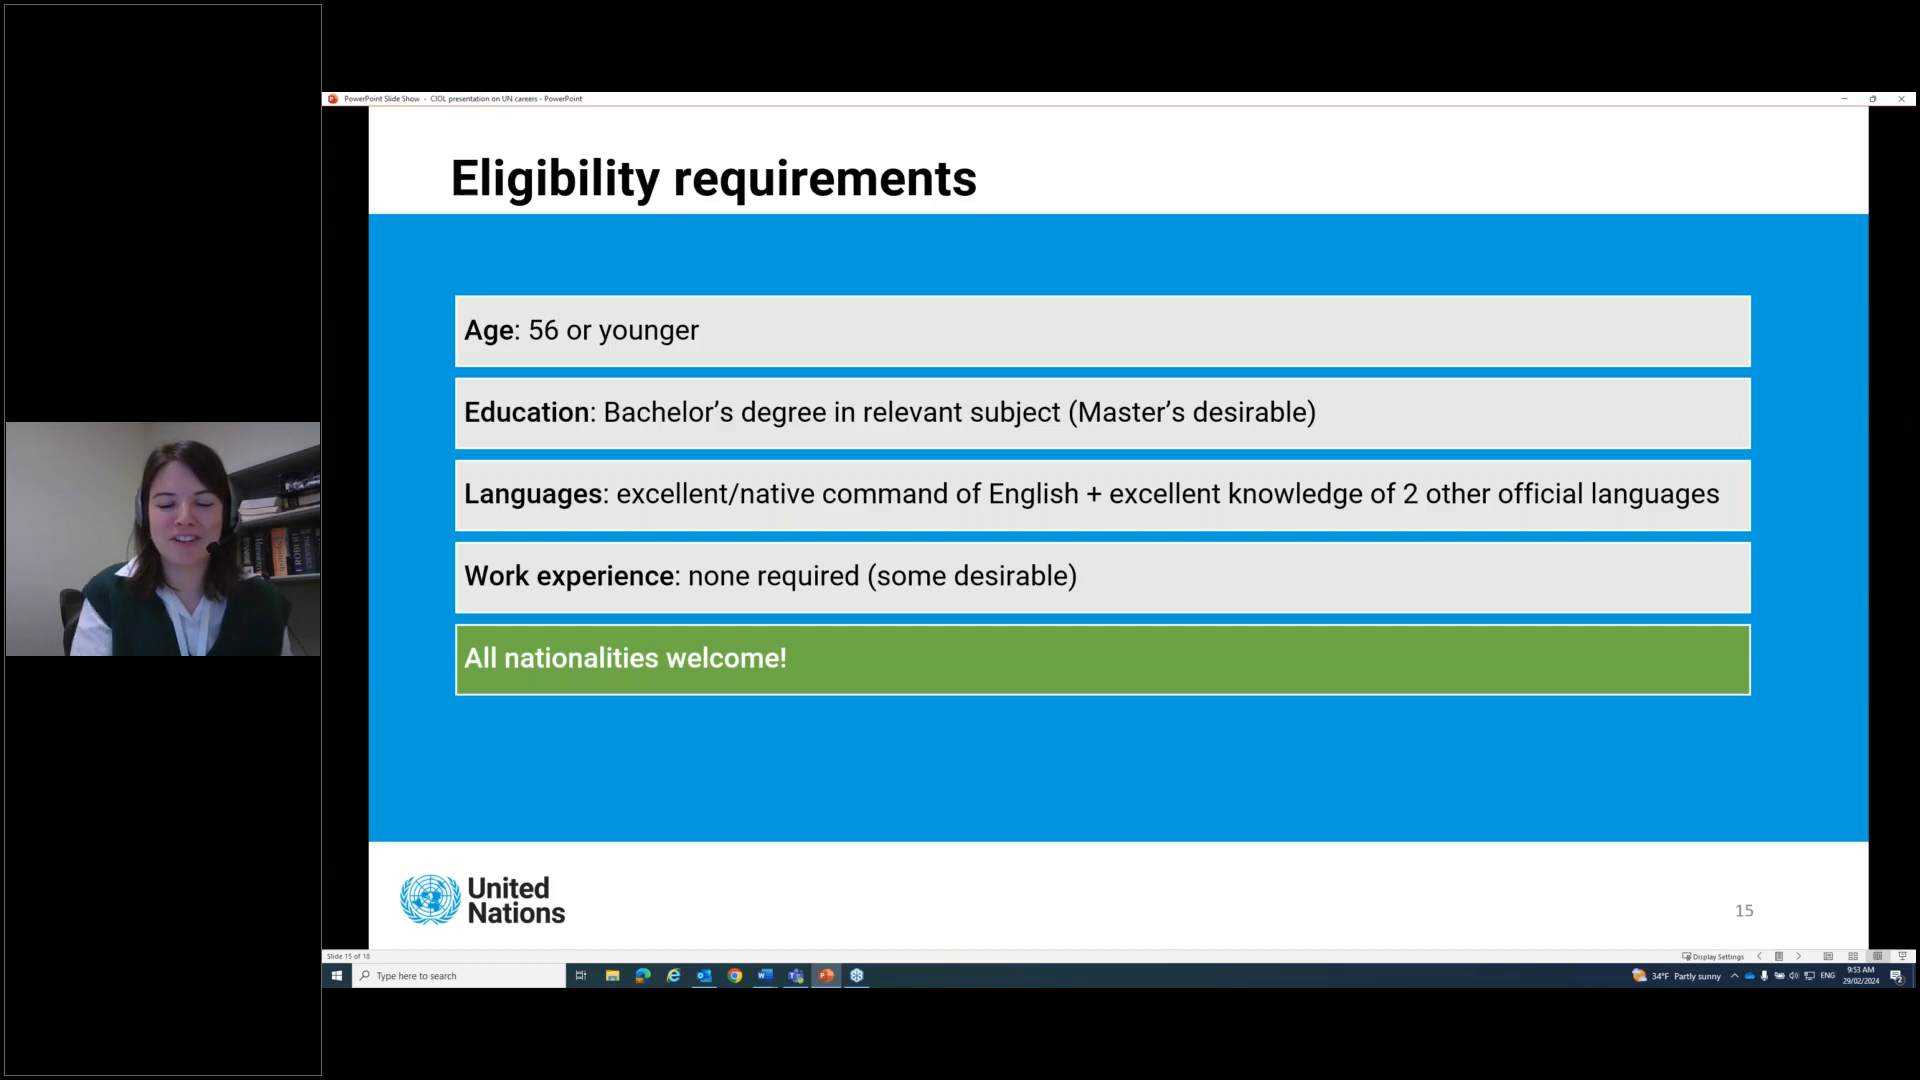 PowerPoint Slide Show - CIOL presentation on UN careers - PowerPoint
Eligibility requirements
Age: 56 or younger
Education: Bachelor’s degree in relevant subject (Master’s desirable)
Languages: excellent/native command of English + excellent knowledge of 2 other official languages
Work experience: none required (some desirable)
All nationalities welcome!
United
Nations
15
Slide 15 of 18
Display Settings
Type here to search
34°F Partly sunny
ENG
9:53 AM
29/02/2024